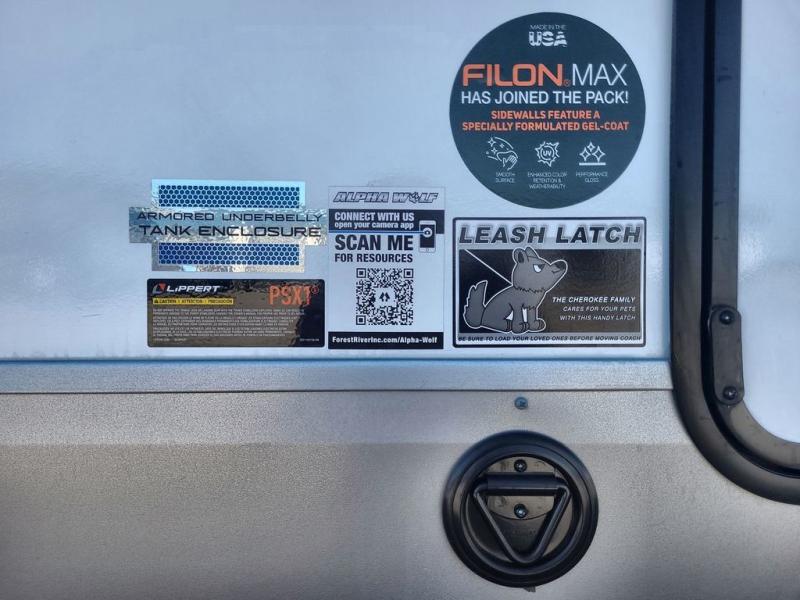 MADE IN THE
USA
FILON® MAX
HAS JOINED THE PACK!
SIDEWALLS FEATURE A
SPECIALLY FORMULATED GEL-COAT
SMOOTH
SURFACE
UV
ENHANCED COLOR
RETENTION &
WEATHERABILITY
PERFORMANCE
GLOSS
ARMORED UNDERBELLY
TANK ENCLOSURE
LIPPERT
PSX1®
CAUTION | ATTENTION | PRECAUCIÓN
ALPHA WOLF
CONNECT WITH US
open your camera app
SCAN ME
FOR RESOURCES
ForestRiverInc.com/Alpha-Wolf
LEASH LATCH
THE CHEROKEE FAMILY
CARES FOR YOUR PETS
WITH THIS HANDY LATCH
BE SURE TO LOAD YOUR LOVED ONES BEFORE MOVING COACH